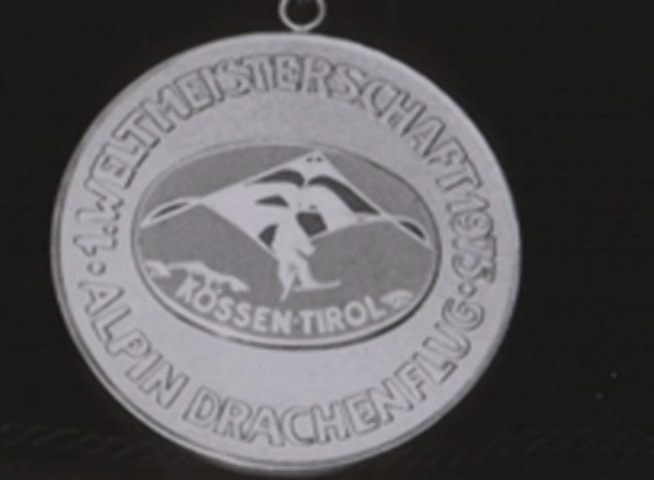 1. WELTMEISTERSCHAFT 1975
ALPIN DRACHENFLUG
KÖSSEN · TIROL